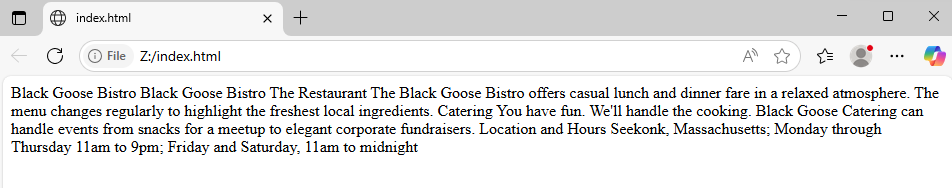 index.html
File
Z:/index.html
Black Goose Bistro Black Goose Bistro The Restaurant The Black Goose Bistro offers casual lunch and dinner fare in a relaxed atmosphere. The
menu changes regularly to highlight the freshest local ingredients. Catering You have fun. We'll handle the cooking. Black Goose Catering can
handle events from snacks for a meetup to elegant corporate fundraisers. Location and Hours Seekonk, Massachusetts; Monday through
Thursday 11am to 9pm; Friday and Saturday, 11am to midnight